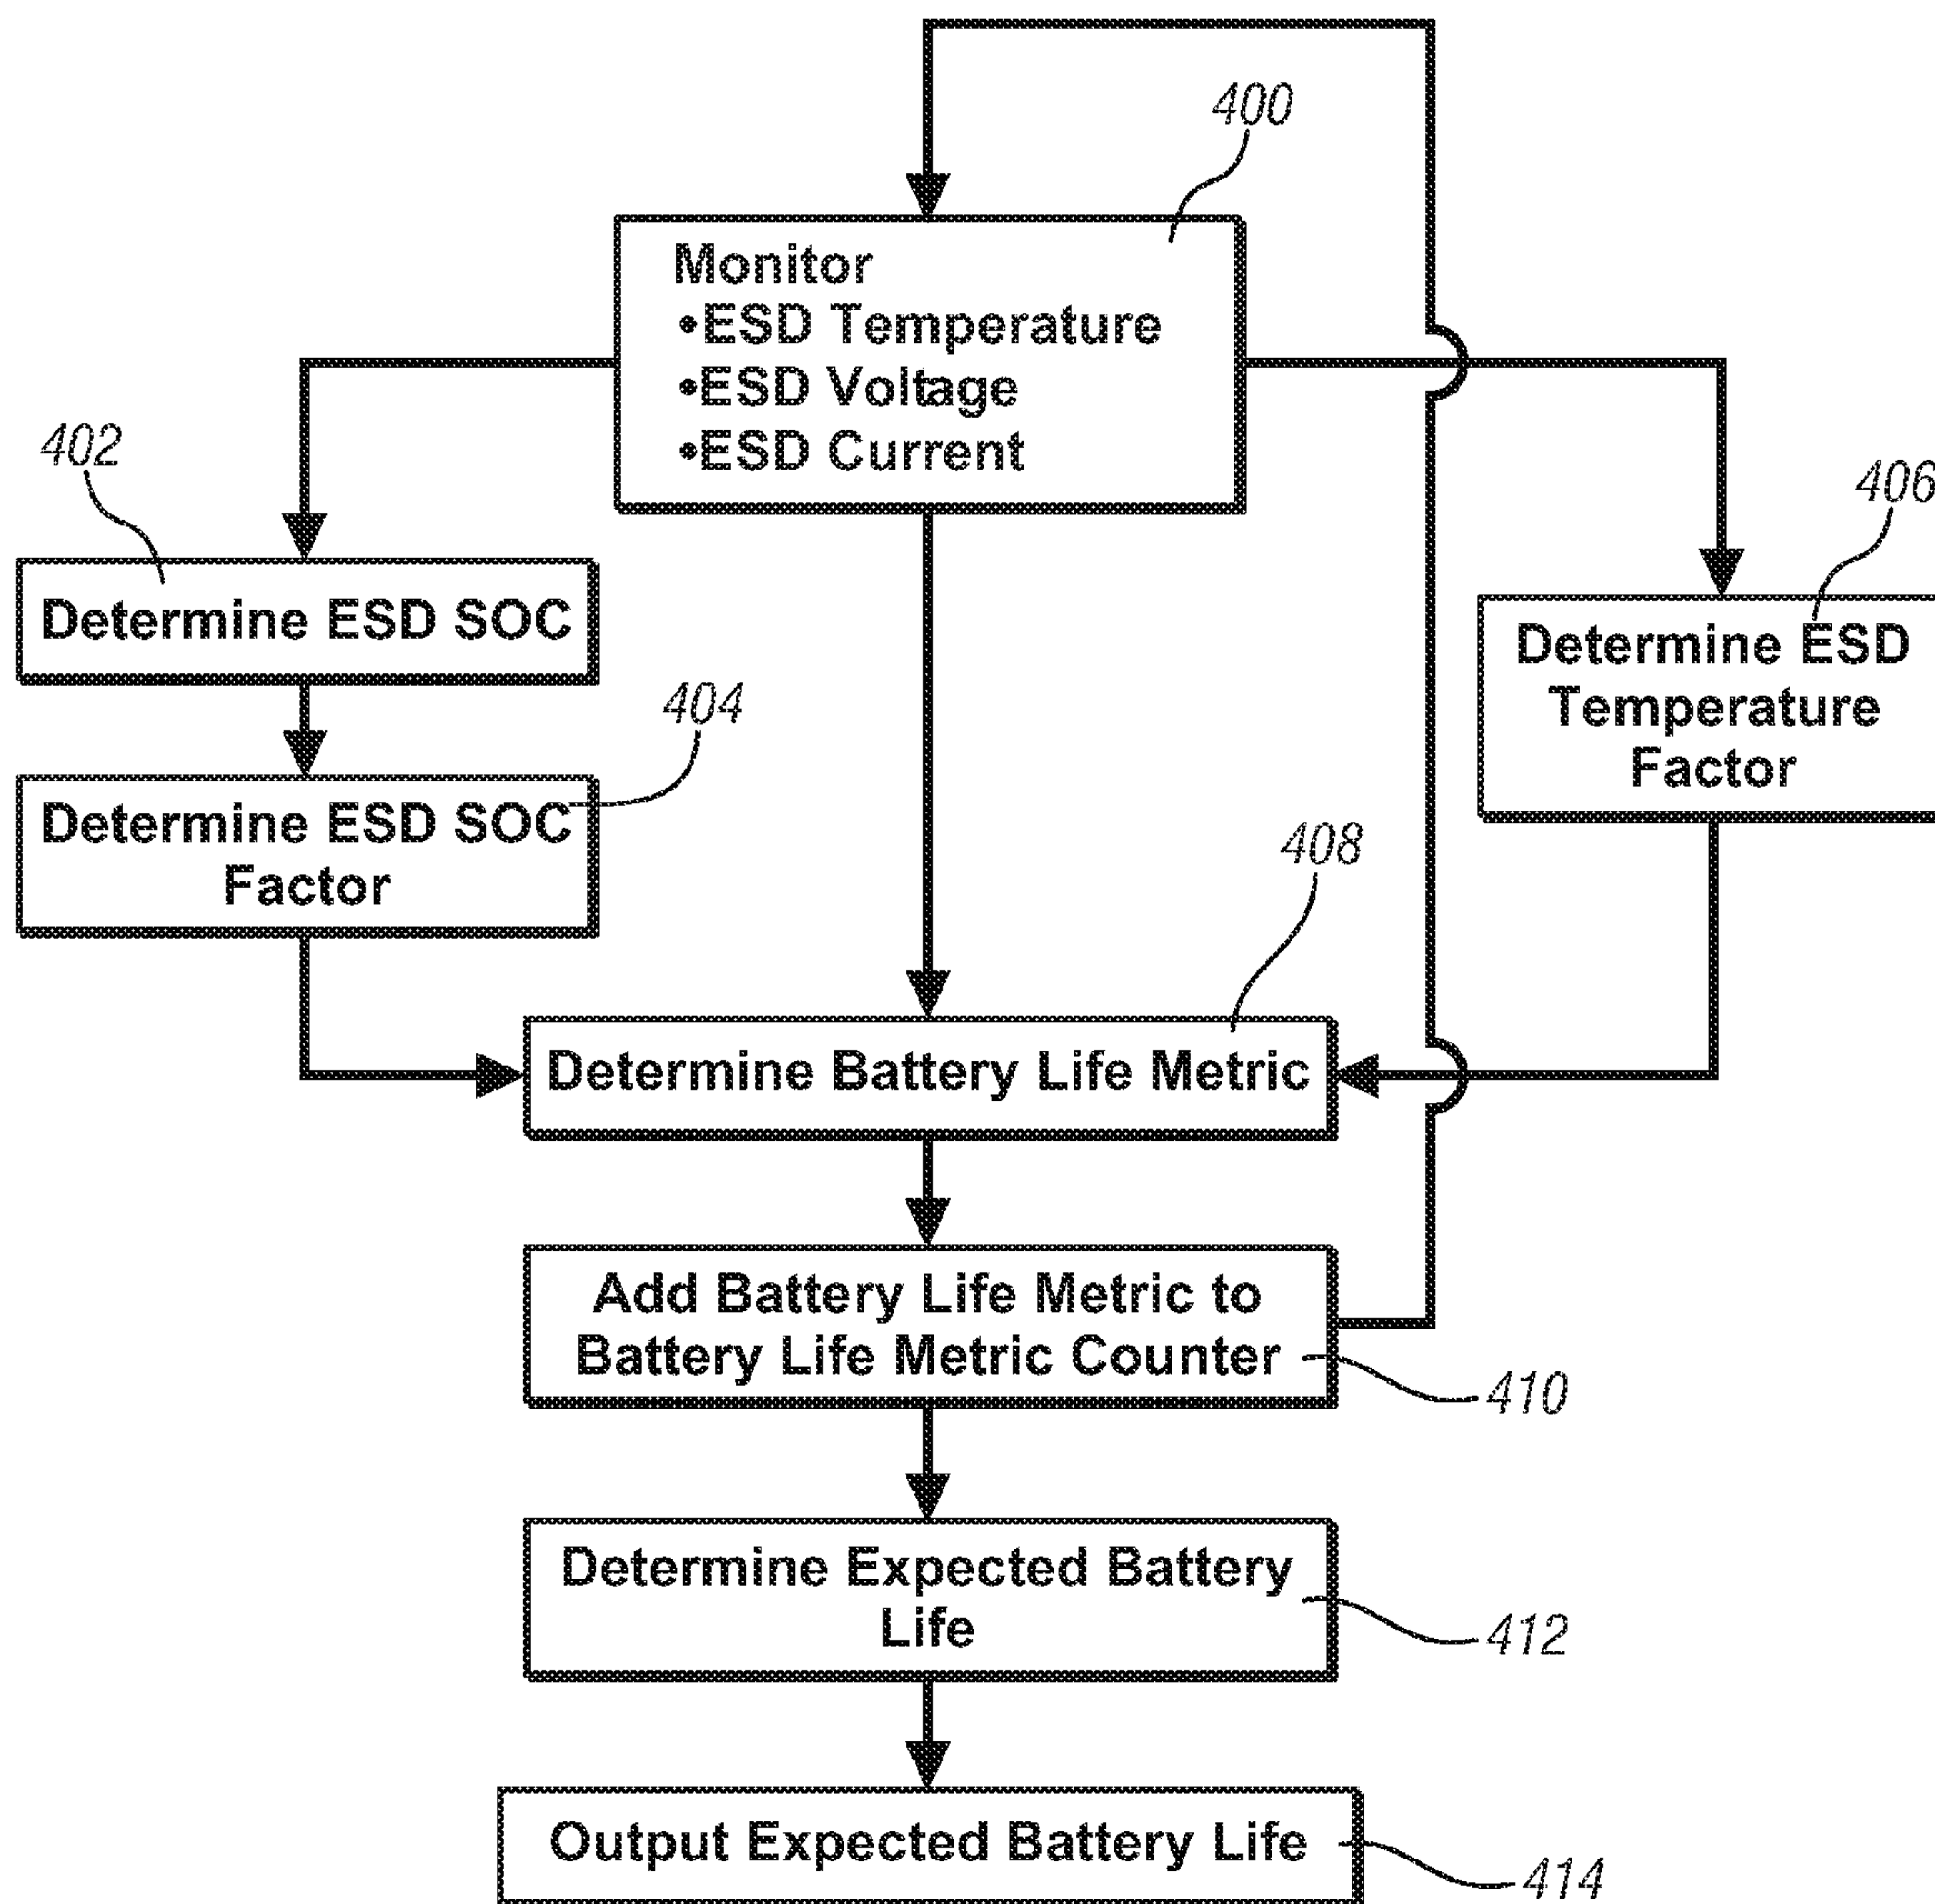 400
Monitor
•ESD Temperature
•ESD Voltage
•ESD Current
402
406
Determine ESD SOC
Determine ESD
Temperature
Factor
404
Determine ESD SOC
Factor
408
Determine Battery Life Metric
Add Battery Life Metric to
Battery Life Metric Counter
410
Determine Expected Battery
Life
412
Output Expected Battery Life
414